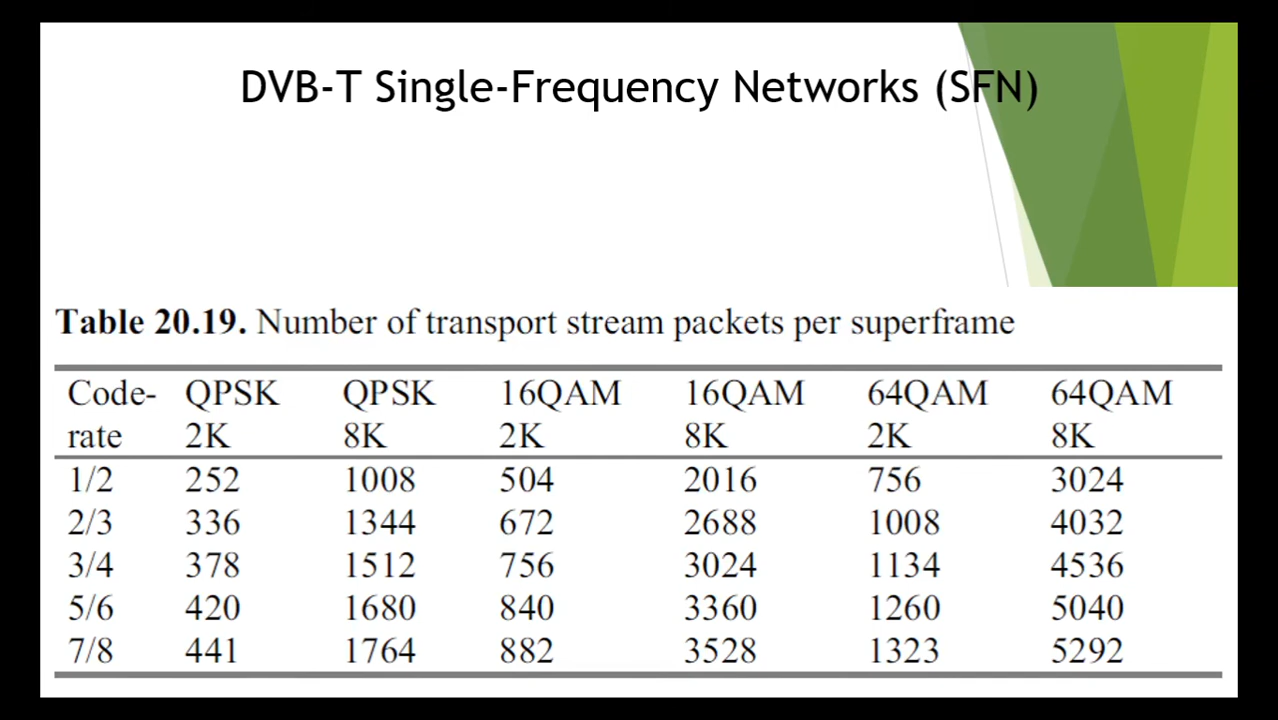 DVB-T Single-Frequency Networks (SFN)
Table 20.19. Number of transport stream packets per superframe
Code- QPSK QPSK 16QAM 16QAM 64QAM 64QAM
rate 2K 8K 2K 8K 2K 8K
1/2 252 1008 504 2016 756 3024
2/3 336 1344 672 2688 1008 4032
3/4 378 1512 756 3024 1134 4536
5/6 420 1680 840 3360 1260 5040
7/8 441 1764 882 3528 1323 5292